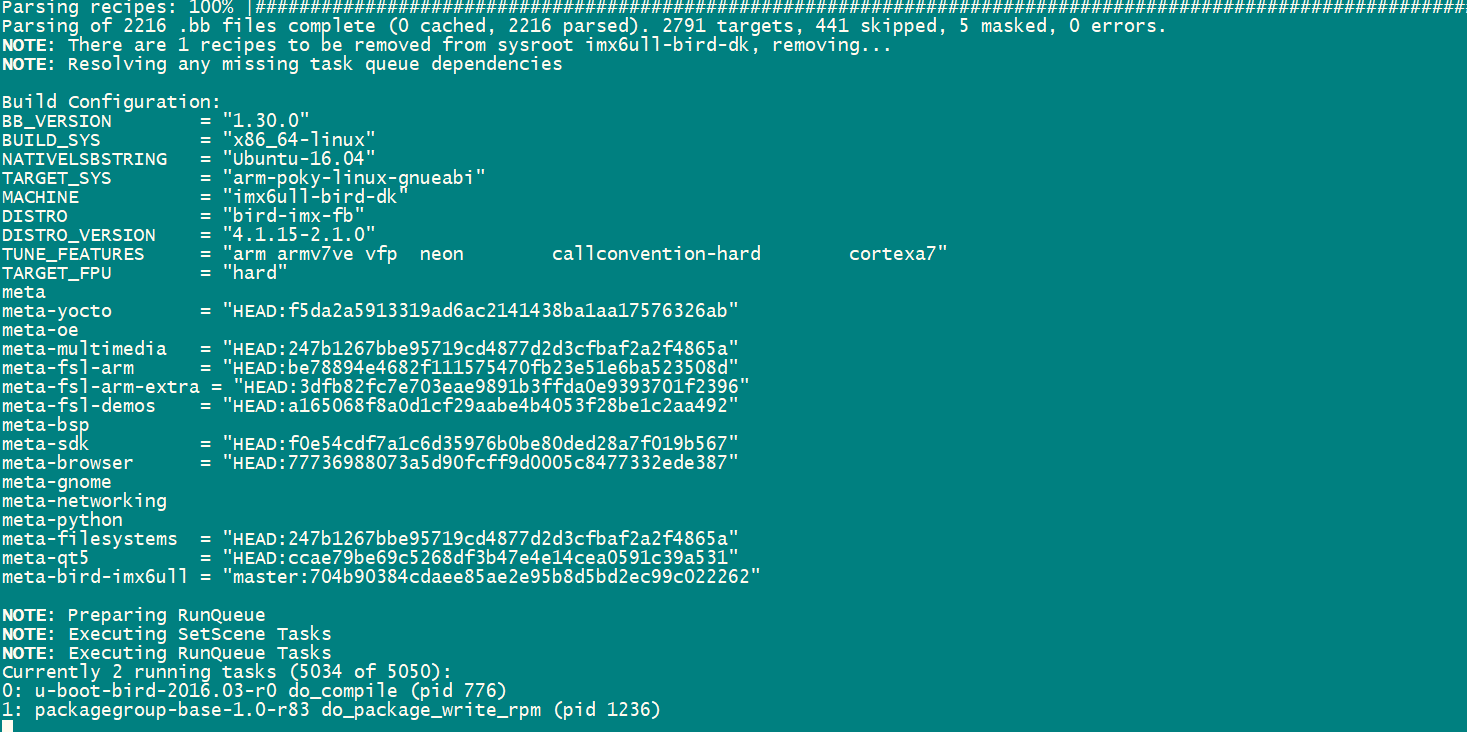 Parsing recipes: 100% |##############################################################################################################
Parsing of 2216 .bb files complete (0 cached, 2216 parsed). 2791 targets, 441 skipped, 5 masked, 0 errors.
NOTE: There are 1 recipes to be removed from sysroot imx6ull-bird-dk, removing...
NOTE: Resolving any missing task queue dependencies
Build Configuration:
BB_VERSION        = "1.30.0"
BUILD_SYS         = "x86_64-linux"
NATIVELSBSTRING   = "Ubuntu-16.04"
TARGET_SYS        = "arm-poky-linux-gnueabi"
MACHINE           = "imx6ull-bird-dk"
DISTRO            = "bird-imx-fb"
DISTRO_VERSION    = "4.1.15-2.1.0"
TUNE_FEATURES     = "arm armv7ve vfp  neon        callconvention-hard        cortexa7"
TARGET_FPU        = "hard"
meta
meta-yocto        = "HEAD:f5da2a5913319ad6ac2141438ba1aa17576326ab"
meta-oe
meta-multimedia   = "HEAD:247b1267bbe95719cd4877d2d3cfbaf2a2f4865a"
meta-fsl-arm      = "HEAD:be78894e4682f111575470fb23e51e6ba523508d"
meta-fsl-arm-extra = "HEAD:3dfb82fc7e703eae9891b3ffda0e9393701f2396"
meta-fsl-demos    = "HEAD:a165068f8a0d1cf29aabe4b4053f28be1c2aa492"
meta-bsp
meta-sdk          = "HEAD:f0e54cdf7a1c6d35976b0be80ded28a7f019b567"
meta-browser      = "HEAD:77736988073a5d90fcff9d0005c8477332ede387"
meta-gnome
meta-networking
meta-python
meta-filesystems  = "HEAD:247b1267bbe95719cd4877d2d3cfbaf2a2f4865a"
meta-qt5          = "HEAD:ccae79be69c5268df3b47e4e14cea0591c39a531"
meta-bird-imx6ull = "master:704b90384cdaee85ae2e95b8d5bd2ec99c022262"
NOTE: Preparing RunQueue
NOTE: Executing SetScene Tasks
NOTE: Executing RunQueue Tasks
Currently 2 running tasks (5034 of 5050):
0: u-boot-bird-2016.03-r0 do_compile (pid 776)
1: packagegroup-base-1.0-r83 do_package_write_rpm (pid 1236)